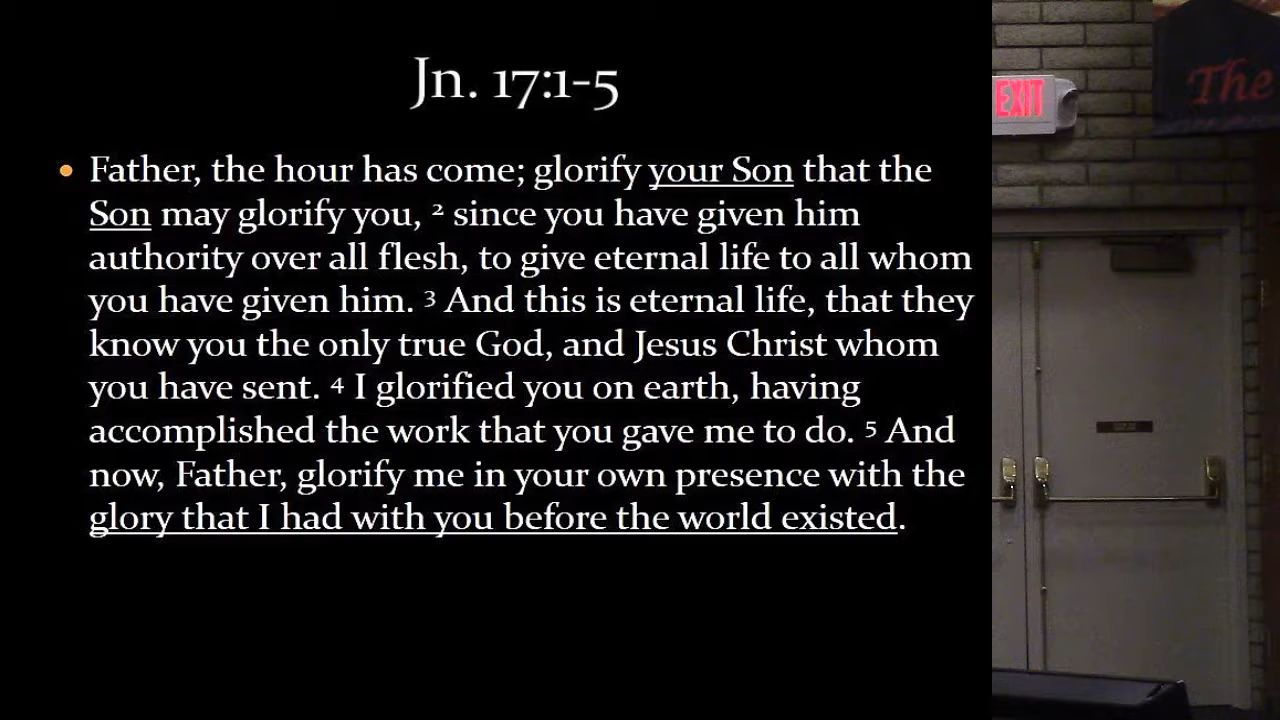 Jn. 17:1-5
• Father, the hour has come; glorify your Son that the
Son may glorify you, ² since you have given him
authority over all flesh, to give eternal life to all whom
you have given him. ³ And this is eternal life, that they
know you the only true God, and Jesus Christ whom
you have sent. ⁴ I glorified you on earth, having
accomplished the work that you gave me to do. ⁵ And
now, Father, glorify me in your own presence with the
glory that I had with you before the world existed.
EXIT
The